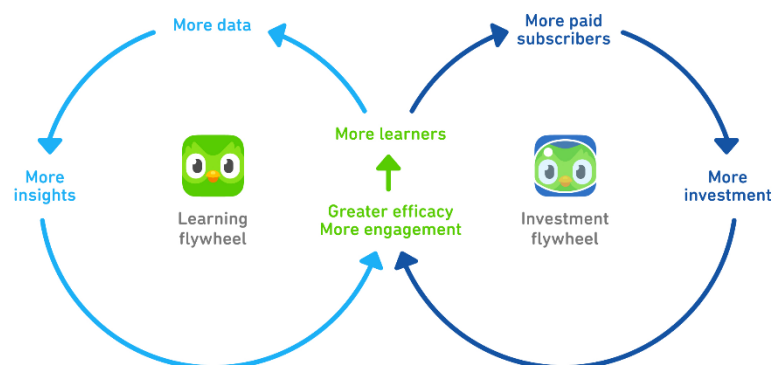 More data
More paid
subscribers
More learners
More
insights
More
investment
Greater efficacy
More engagement
Learning
flywheel
Investment
flywheel